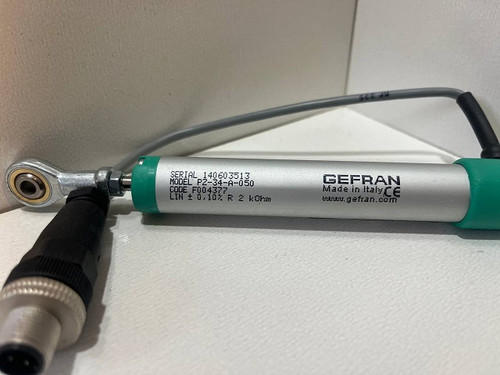 SERIAL 140603513
MODEL PZ-34-A-050
CODE F004377
LIN ± 0,10% R 2 kOhm
GEFRAN
Made in Italy CE
www.gefran.com